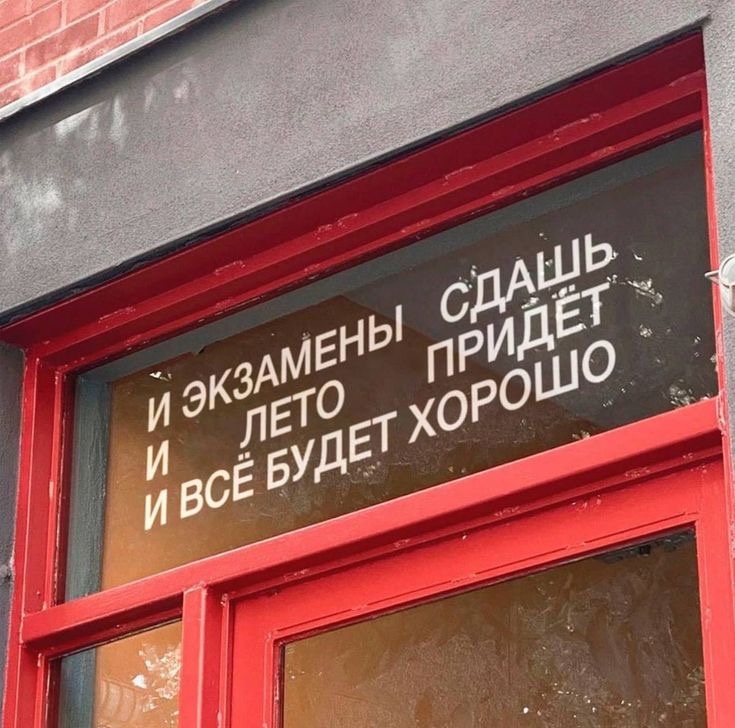 И ЭКЗАМЕНЫ СДАШЬ
И ЛЕТО ПРИДЁТ
И ВСЁ БУДЕТ ХОРОШО